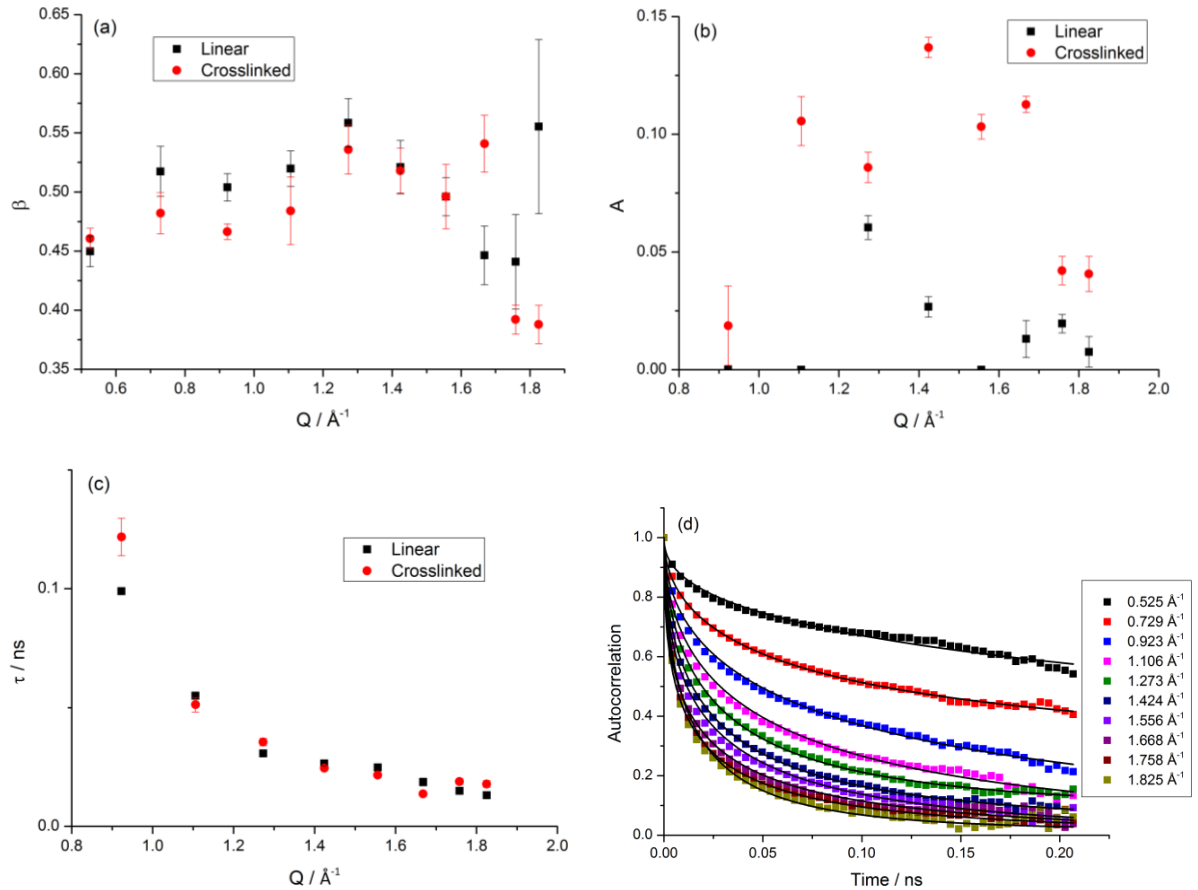 (a)
Linear
Crosslinked
0.65
0.60
0.55
0.50
0.45
0.40
0.35
β
0.6 0.8 1.0 1.2 1.4 1.6 1.8
Q / Å⁻¹
(b)
Linear
Crosslinked
0.15
0.10
0.05
0.00
A
0.8 1.0 1.2 1.4 1.6 1.8 2.0
Q / Å⁻¹
(c)
Linear
Crosslinked
0.1
0.0
τ / ns
0.8 1.0 1.2 1.4 1.6 1.8 2.0
Q / Å⁻¹
(d)
1.0
0.8
0.6
0.4
0.2
0.0
Autocorrelation
0.00 0.05 0.10 0.15 0.20
Time / ns
0.525 Å⁻¹
0.729 Å⁻¹
0.923 Å⁻¹
1.106 Å⁻¹
1.273 Å⁻¹
1.424 Å⁻¹
1.556 Å⁻¹
1.668 Å⁻¹
1.758 Å⁻¹
1.825 Å⁻¹